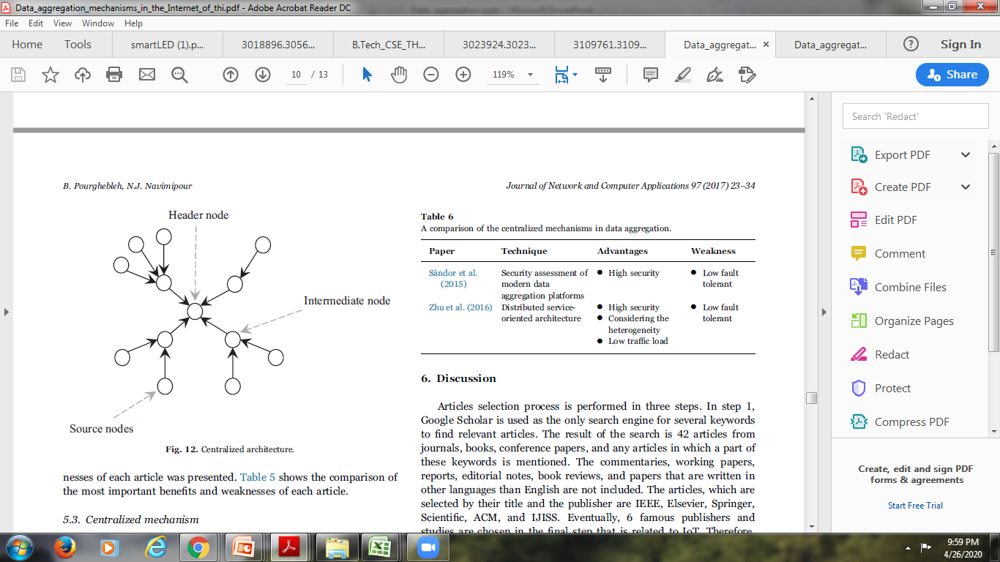 Data_aggregation_mechanisms_in_the_Internet_of_thi.pdf - Adobe Acrobat Reader DC
File Edit View Window Help
Home Tools smartLED (1).p... 3018896.3056... B.Tech_CSE_TH... 3023924.3023... 3109761.3109... Data_aggregat... × Data_aggregat... ? Sign In
10 / 13 119% Share
B. Pourghebleh, N.J. Navimipour
Journal of Network and Computer Applications 97 (2017) 23–34
Header node
Intermediate node
Source nodes
Fig. 12. Centralized architecture.
nesses of each article was presented. Table 5 shows the comparison of
the most important benefits and weaknesses of each article.
5.3. Centralized mechanism
Table 6
A comparison of the centralized mechanisms in data aggregation.
Paper Technique Advantages Weakness
Sándor et al. Security assessment of ● High security ● Low fault
(2015) modern data tolerant
aggregation platforms
Zhu et al. (2016) Distributed service- ● High security ● Low fault
oriented architecture ● Considering the tolerant
heterogeneity
● Low traffic load
6. Discussion
Articles selection process is performed in three steps. In step 1,
Google Scholar is used as the only search engine for several keywords
to find relevant articles. The result of the search is 42 articles from
journals, books, conference papers, and any articles in which a part of
these keywords is mentioned. The commentaries, working papers,
reports, editorial notes, book reviews, and papers that are written in
other languages than English are not included. The articles, which are
selected by their title and the publisher are IEEE, Elsevier, Springer,
Scientific, ACM, and IJISS. Eventually, 6 famous publishers and
studies are chosen in the final step that is related to IoT. Therefore,
Search 'Redact'
Export PDF
Create PDF
Edit PDF
Comment
Combine Files
Organize Pages
Redact
Protect
Compress PDF
Create, edit and sign PDF
forms & agreements
Start Free Trial
9:59 PM
4/26/2020